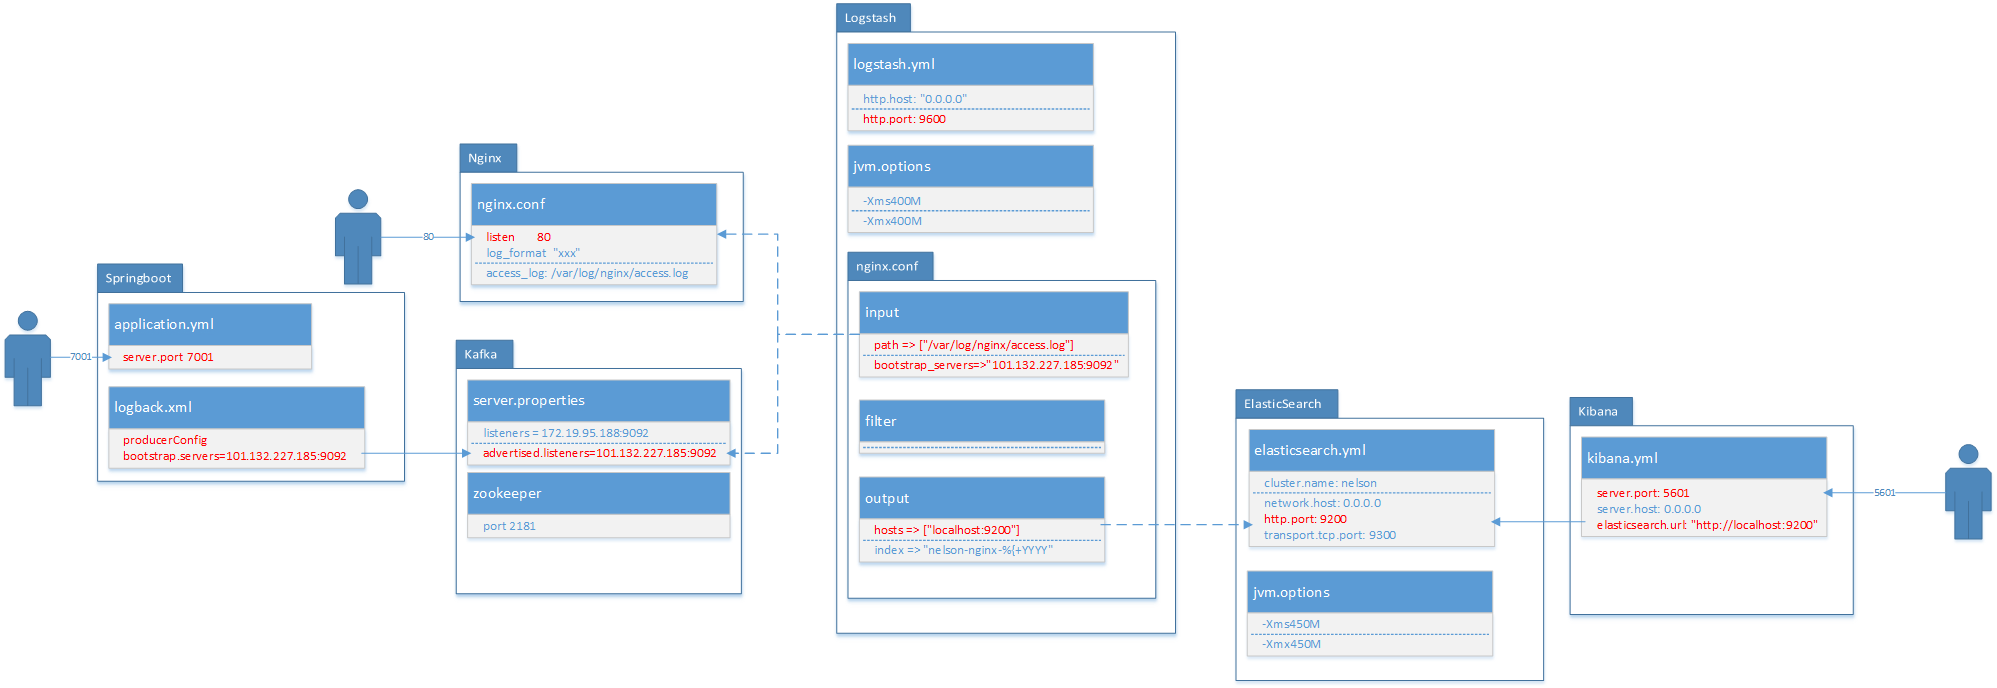 7001
Springboot
application.yml
server.port 7001
logback.xml
producerConfig
bootstrap.servers=101.132.227.185:9092
80
Nginx
nginx.conf
listen 80
log_format "xxx"
access_log: /var/log/nginx/access.log
Kafka
server.properties
listeners = 172.19.95.188:9092
advertised.listeners=101.132.227.185:9092
zookeeper
port 2181
Logstash
logstash.yml
http.host: "0.0.0.0"
http.port: 9600
jvm.options
-Xms400M
-Xmx400M
nginx.conf
input
path => ["/var/log/nginx/access.log"]
bootstrap_servers=>"101.132.227.185:9092"
filter
output
hosts => ["localhost:9200"]
index => "nelson-nginx-%{+YYYY"
ElasticSearch
elasticsearch.yml
cluster.name: nelson
network.host: 0.0.0.0
http.port: 9200
transport.tcp.port: 9300
jvm.options
-Xms450M
-Xmx450M
Kibana
kibana.yml
server.port: 5601
server.host: 0.0.0.0
elasticsearch.url: "http://localhost:9200"
5601